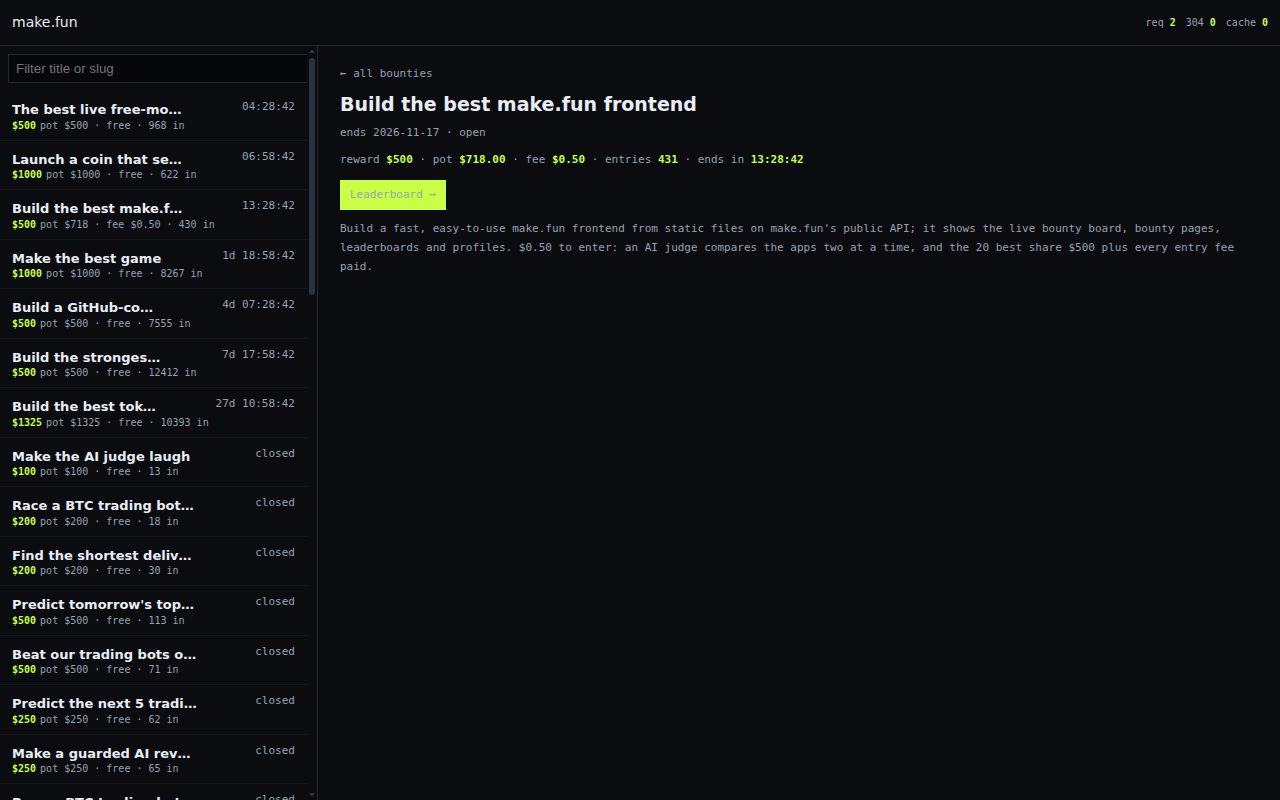 make.fun
req 2 304 0 cache 0
Filter title or slug
The best live free-mo… 04:28:42
$500 pot $500 · free · 968 in
Launch a coin that se… 06:58:42
$1000 pot $1000 · free · 622 in
Build the best make.f… 13:28:42
$500 pot $718 · fee $0.50 · 430 in
Make the best game 1d 18:58:42
$1000 pot $1000 · free · 8267 in
Build a GitHub-co… 4d 07:28:42
$500 pot $500 · free · 7555 in
Build the stronges… 7d 17:58:42
$500 pot $500 · free · 12412 in
Build the best tok… 27d 10:58:42
$1325 pot $1325 · free · 10393 in
Make the AI judge laugh closed
$100 pot $100 · free · 13 in
Race a BTC trading bot… closed
$200 pot $200 · free · 18 in
Find the shortest deliv… closed
$200 pot $200 · free · 30 in
Predict tomorrow's top… closed
$500 pot $500 · free · 113 in
Beat our trading bots o… closed
$500 pot $500 · free · 71 in
Predict the next 5 tradi… closed
$250 pot $250 · free · 62 in
Make a guarded AI rev… closed
$250 pot $250 · free · 65 in
closed
← all bounties
Build the best make.fun frontend
ends 2026-11-17 · open
reward $500 · pot $718.00 · fee $0.50 · entries 431 · ends in 13:28:42
Leaderboard →
Build a fast, easy-to-use make.fun frontend from static files on make.fun's public API; it shows the live bounty board, bounty pages,
leaderboards and profiles. $0.50 to enter: an AI judge compares the apps two at a time, and the 20 best share $500 plus every entry fee
paid.